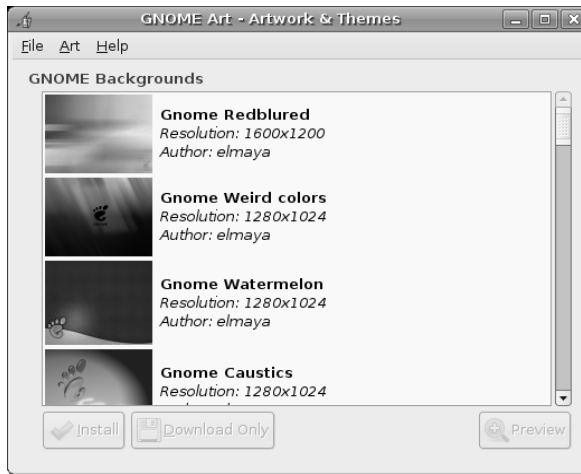 GNOME Art - Artwork & Themes
File Art Help
GNOME Backgrounds
Gnome Redblured
Resolution: 1600x1200
Author: elmaya
Gnome Weird colors
Resolution: 1280x1024
Author: elmaya
Gnome Watermelon
Resolution: 1280x1024
Author: elmaya
Gnome Caustics
Resolution: 1280x1024
Install Download Only Preview